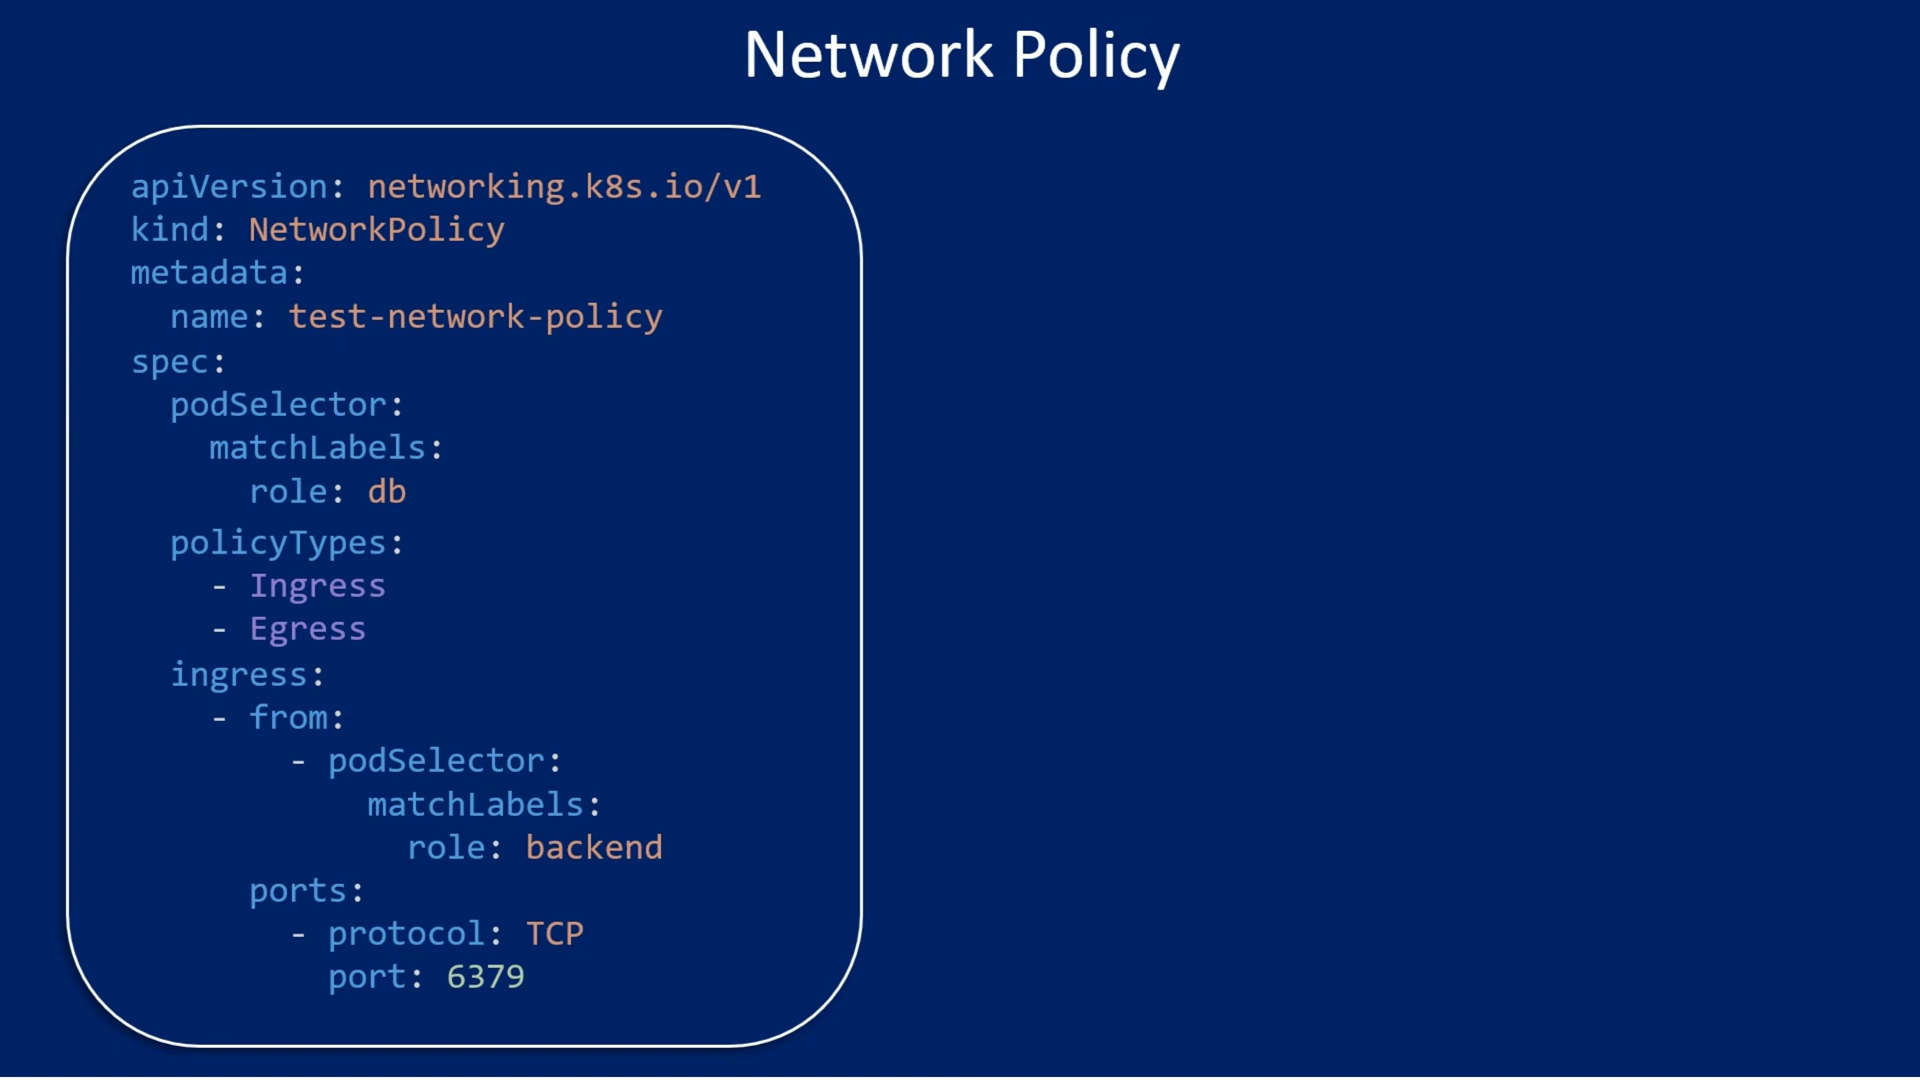 Network Policy
apiVersion: networking.k8s.io/v1
kind: NetworkPolicy
metadata:
  name: test-network-policy
spec:
  podSelector:
    matchLabels:
      role: db
  policyTypes:
    - Ingress
    - Egress
  ingress:
    - from:
        - podSelector:
            matchLabels:
              role: backend
      ports:
        - protocol: TCP
          port: 6379